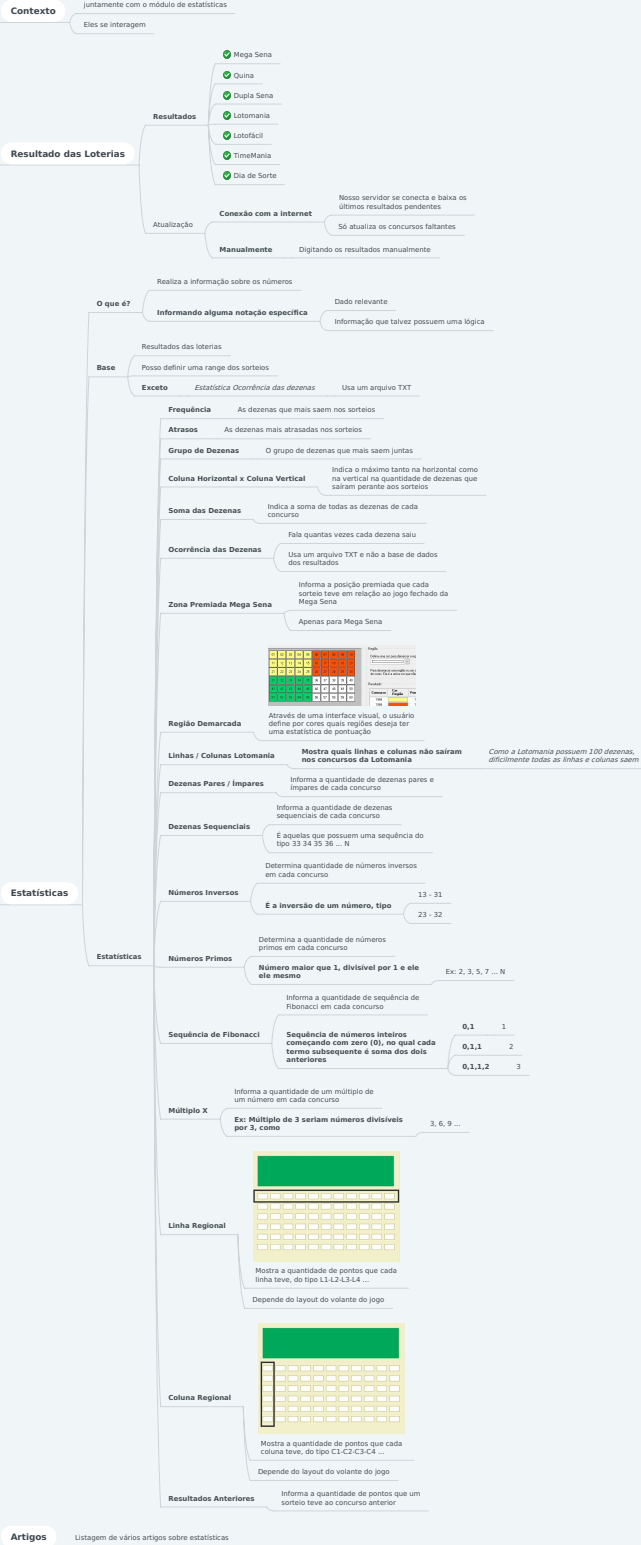 juntamente com o módulo de estatísticas
Contexto
Eles se interagem
Mega Sena
Quina
Dupla Sena
Resultados
Lotomania
Lotofácil
Resultado das Loterias
TimeMania
Dia de Sorte
Nosso servidor se conecta e baixa os
últimos resultados pendentes
Conexão com a internet
Atualização
Só atualiza os concursos faltantes
Manualmente
Digitando os resultados manualmente
Realiza a informação sobre os números
O que é?
Dado relevante
Informando alguma notação específica
Informação que talvez possuem uma lógica
Resultados das loterias
Base
Posso definir uma range dos sorteios
Exceto
Estatística Ocorrência das dezenas
Usa um arquivo TXT
Frequência
As dezenas que mais saem nos sorteios
Atrasos
As dezenas mais atrasadas nos sorteios
Grupo de Dezenas
O grupo de dezenas que mais saem juntas
Coluna Horizontal x Coluna Vertical
Indica o máximo tanto na horizontal como
na vertical na quantidade de dezenas que
saíram perante aos sorteios
Soma das Dezenas
Indica a soma de todas as dezenas de cada
concurso
Ocorrência das Dezenas
Fala quantas vezes cada dezena saiu
Usa um arquivo TXT e não a base de dados
dos resultados
Zona Premiada Mega Sena
Informa a posição premiada que cada
sorteio teve em relação ao jogo fechada da
Mega Sena
Apenas para Mega Sena
Região Demarcada
Através de uma interface visual, o usuário
define por cores quais regiões deseja ter
uma estatística de pontuação
Linhas / Colunas Lotomania
Mostra quais linhas e colunas não saíram
nos concursos da Lotomania
Como a Lotomania possuem 100 dezenas,
dificilmente todas as linhas e colunas saem
Dezenas Pares / Ímpares
Informa a quantidade de dezenas pares e
ímpares de cada concurso
Dezenas Sequenciais
Informa a quantidade de dezenas
sequenciais de cada concurso
É aquelas que possuem uma sequência do
tipo 33 34 35 36 ... N
Estatísticas
Números Inversos
Determina quantidade de números inversos
em cada concurso
É a inversão de um número, tipo
13 - 31
23 - 32
Estatísticas
Números Primos
Determina a quantidade de números
primos em cada concurso
Número maior que 1, divisível por 1 e ele
ele mesmo
Ex: 2, 3, 5, 7 ... N
Sequência de Fibonacci
Informa a quantidade de sequência de
Fibonacci em cada concurso
Sequência de números inteiros
começando com zero (0), no qual cada
termo subsequente é soma dos dois
anteriores
0,1
1
0,1,1
2
0,1,1,2
3
Múltiplo X
Informa a quantidade de um múltiplo de
um número em cada concurso
Ex: Múltiplo de 3 seriam números divisíveis
por 3, como
3, 6, 9 ...
Linha Regional
Mostra a quantidade de pontos que cada
linha teve, do tipo L1-L2-L3-L4 ...
Depende do layout do volante do jogo
Coluna Regional
Mostra a quantidade de pontos que cada
coluna teve, do tipo C1-C2-C3-C4 ...
Depende do layout do volante do jogo
Resultados Anteriores
Informa a quantidade de pontos que um
sorteio teve ao concurso anterior
Artigos
Listagem de vários artigos sobre estatísticas